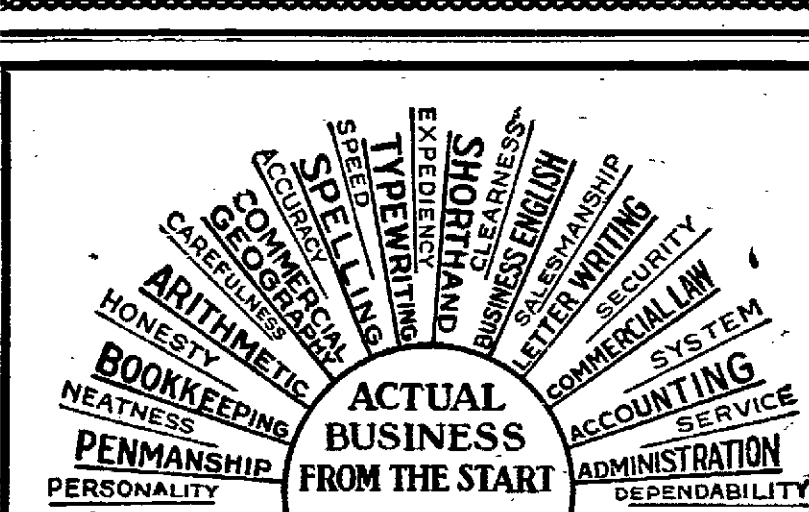 PERSONALITY
PENMANSHIP
NEATNESS
BOOKKEEPING
HONESTY
ARITHMETIC
CAREFULNESS
COMMERCIAL
GEOGRAPHY
ACCURACY
SPELLING
SPEED
TYPEWRITING
EXPEDIENCY
SHORTHAND
CLEARNESS
BUSINESS ENGLISH
SALESMANSHIP
LETTER WRITING
SECURITY
COMMERCIAL LAW
SYSTEM
ACCOUNTING
SERVICE
ADMINISTRATION
DEPENDABILITY
ACTUAL
BUSINESS
FROM THE START